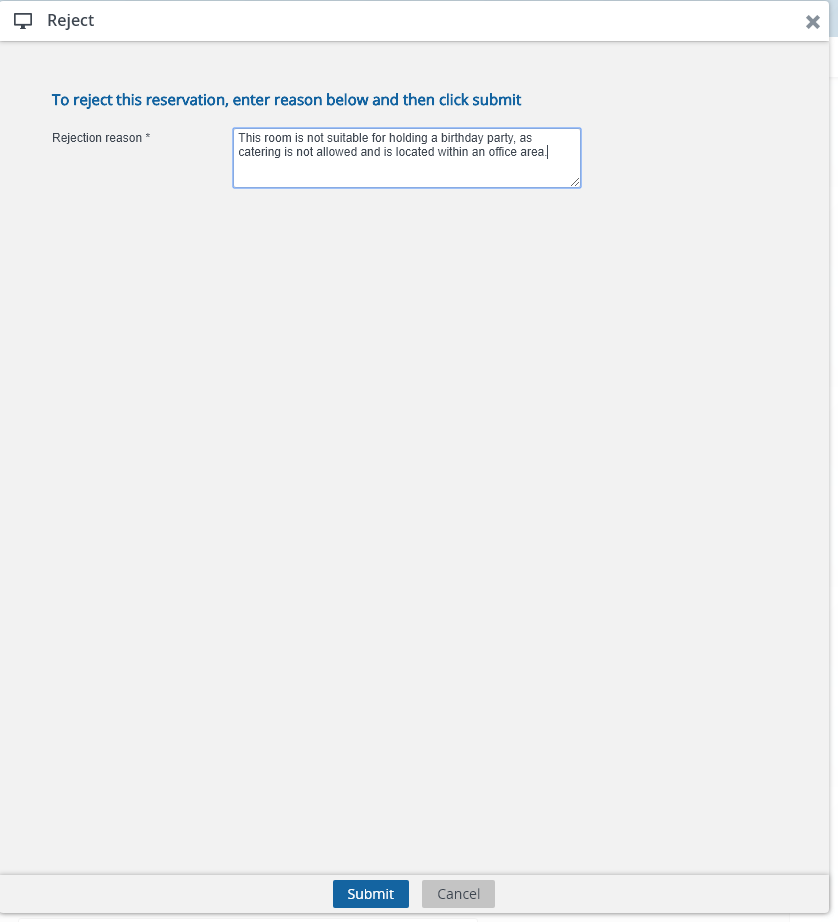 Reject
To reject this reservation, enter reason below and then click submit
Rejection reason *
This room is not suitable for holding a birthday party, as
catering is not allowed and is located within an office area.
Submit
Cancel